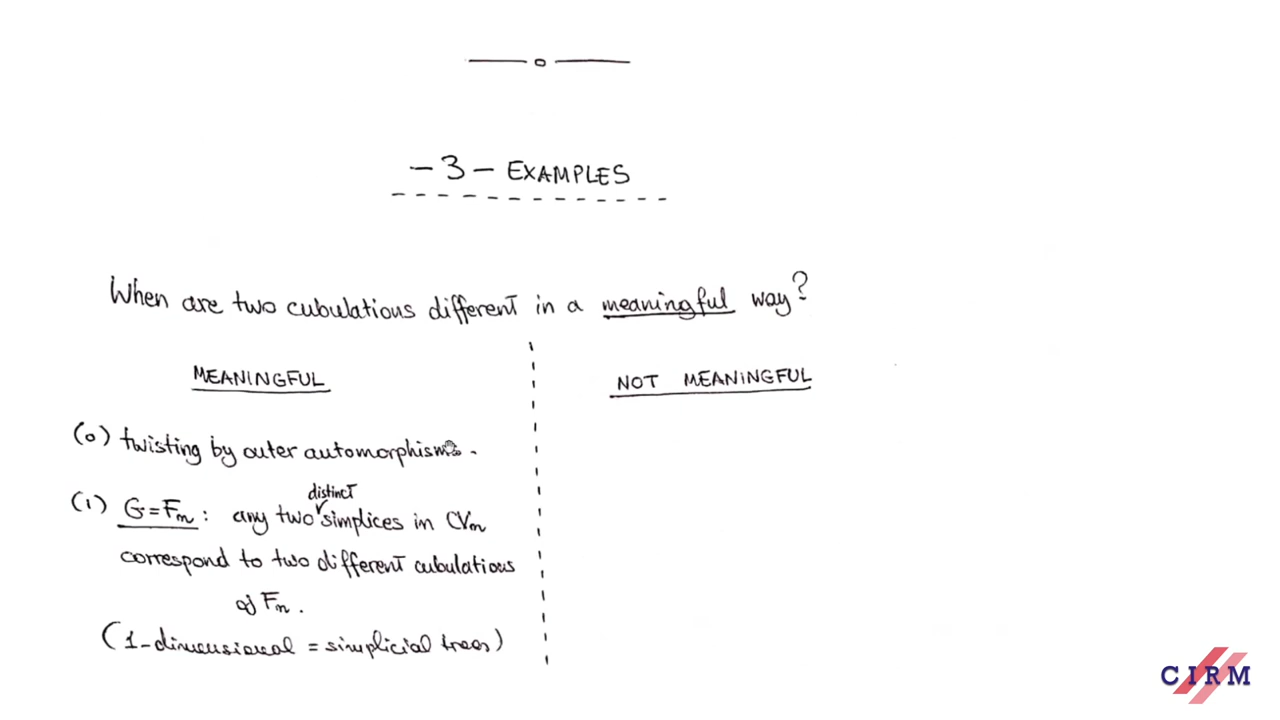 -3- EXAMPLES
When are two cubulations different in a meaningful way?
MEANINGFUL
(0) twisting by outer automorphisms.
(1) G=Fₙ: any two distinct simplices in CVₙ
correspond to two different cubulations
of Fₙ.
(1-dimensional = simplicial trees)
NOT MEANINGFUL
CIRM